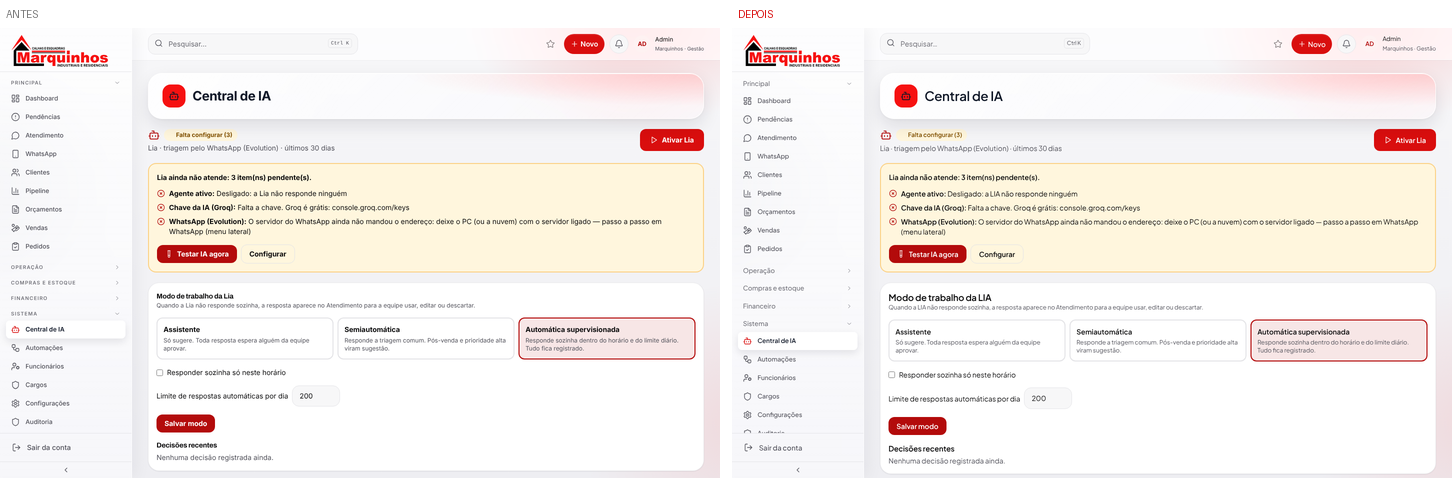 ANTES
CALHAS E ESQUADRIAS
Marquinhos
INDUSTRIAIS E RESIDENCIAIS
Pesquisar...
Ctrl K
+ Novo
AD
Admin
Marquinhos · Gestão
PRINCIPAL
Dashboard
Pendências
Atendimento
WhatsApp
Clientes
Pipeline
Orçamentos
Vendas
Pedidos
OPERAÇÃO
COMPRAS E ESTOQUE
FINANCEIRO
SISTEMA
Central de IA
Automações
Funcionários
Cargos
Configurações
Auditoria
Sair da conta
Central de IA
Falta configurar (3)
Lia · triagem pelo WhatsApp (Evolution) · últimos 30 dias
Ativar Lia
Lia ainda não atende: 3 item(ns) pendente(s).
Agente ativo: Desligado: a Lia não responde ninguém
Chave da IA (Groq): Falta a chave. Groq é grátis: console.groq.com/keys
WhatsApp (Evolution): O servidor do WhatsApp ainda não mandou o endereço: deixe o PC (ou a nuvem) com o servidor ligado — passo a passo em
WhatsApp (menu lateral)
Testar IA agora
Configurar
Modo de trabalho da Lia
Quando a Lia não responde sozinha, a resposta aparece no Atendimento para a equipe usar, editar ou descartar.
Assistente
Só sugere. Toda resposta espera alguém da equipe
aprovar.
Semiautomática
Responde a triagem comum. Pós-venda e prioridade alta
viram sugestão.
Automática supervisionada
Responde sozinha dentro do horário e do limite diário.
Tudo fica registrado.
Responder sozinha só neste horário
Limite de respostas automáticas por dia
200
Salvar modo
Decisões recentes
Nenhuma decisão registrada ainda.
DEPOIS
CALHAS E ESQUADRIAS
Marquinhos
INDUSTRIAIS E RESIDENCIAIS
Pesquisar...
CtrlK
+ Novo
AD
Admin
Marquinhos · Gestão
Principal
Dashboard
Pendências
Atendimento
WhatsApp
Clientes
Pipeline
Orçamentos
Vendas
Pedidos
Operação
Compras e estoque
Financeiro
Sistema
Central de IA
Automações
Funcionários
Cargos
Configurações
Auditoria
Sair da conta
Central de IA
Falta configurar (3)
Lia · triagem pelo WhatsApp (Evolution) · últimos 30 dias
Ativar Lia
Lia ainda não atende: 3 item(ns) pendente(s).
Agente ativo: Desligado: a LIA não responde ninguém
Chave da IA (Groq): Falta a chave. Groq é grátis: console.groq.com/keys
WhatsApp (Evolution): O servidor do WhatsApp ainda não mandou o endereço: deixe o PC (ou a nuvem) com o servidor ligado — passo a passo em WhatsApp
(menu lateral)
Testar IA agora
Configurar
Modo de trabalho da LIA
Quando a LIA não responde sozinha, a resposta aparece no Atendimento para a equipe usar, editar ou descartar.
Assistente
Só sugere. Toda resposta espera alguém da equipe
aprovar.
Semiautomática
Responde a triagem comum. Pós-venda e prioridade alta
viram sugestão.
Automática supervisionada
Responde sozinha dentro do horário e do limite diário.
Tudo fica registrado.
Responder sozinha só neste horário
Limite de respostas automáticas por dia
200
Salvar modo
Decisões recentes
Nenhuma decisão registrada ainda.